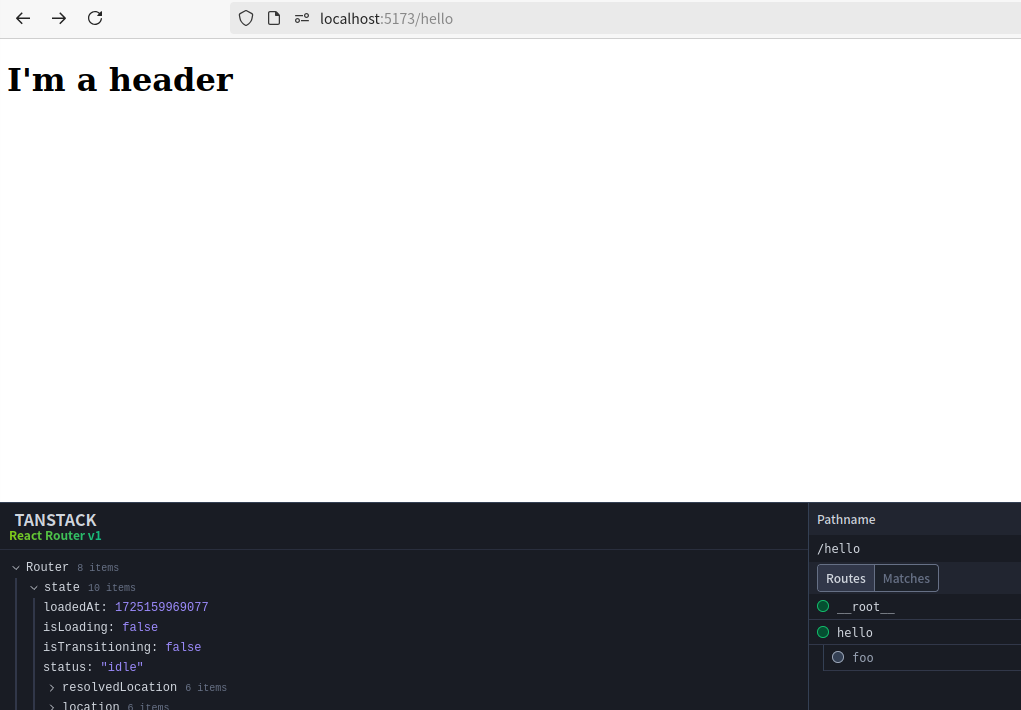 localhost:5173/hello
I'm a header
TANSTACK
React Router v1
Router 8 items
state 10 items
loadedAt: 1725159969077
isLoading: false
isTransitioning: false
status: "idle"
resolvedLocation 6 items
location 6 items
Pathname
/hello
Routes Matches
__root__
hello
foo